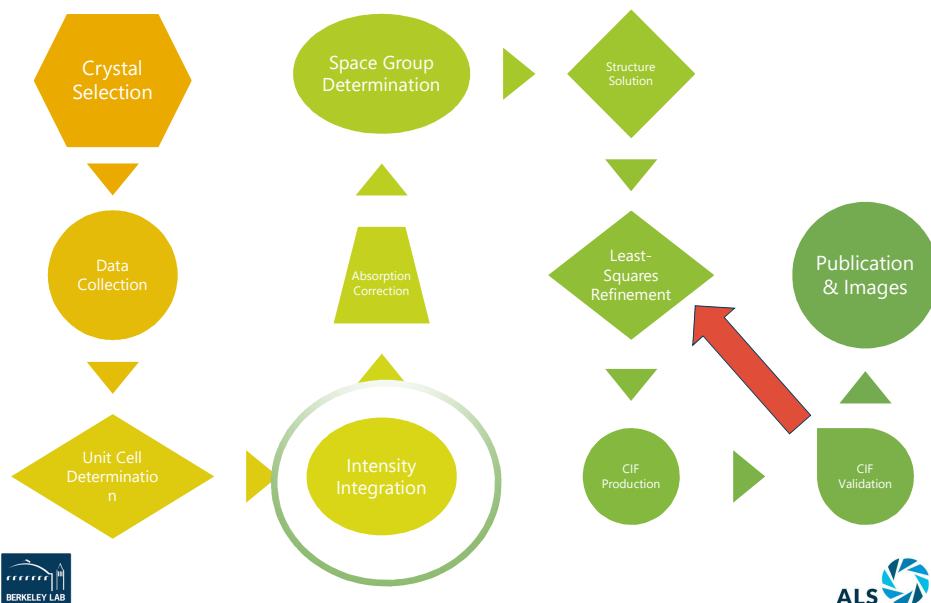 Crystal
Selection
Data
Collection
Unit Cell
Determinatio
n
Intensity
Integration
Absorption
Correction
Space Group
Determination
Structure
Solution
Least-
Squares
Refinement
CIF
Production
CIF
Validation
Publication
& Images
BERKELEY LAB
ALS